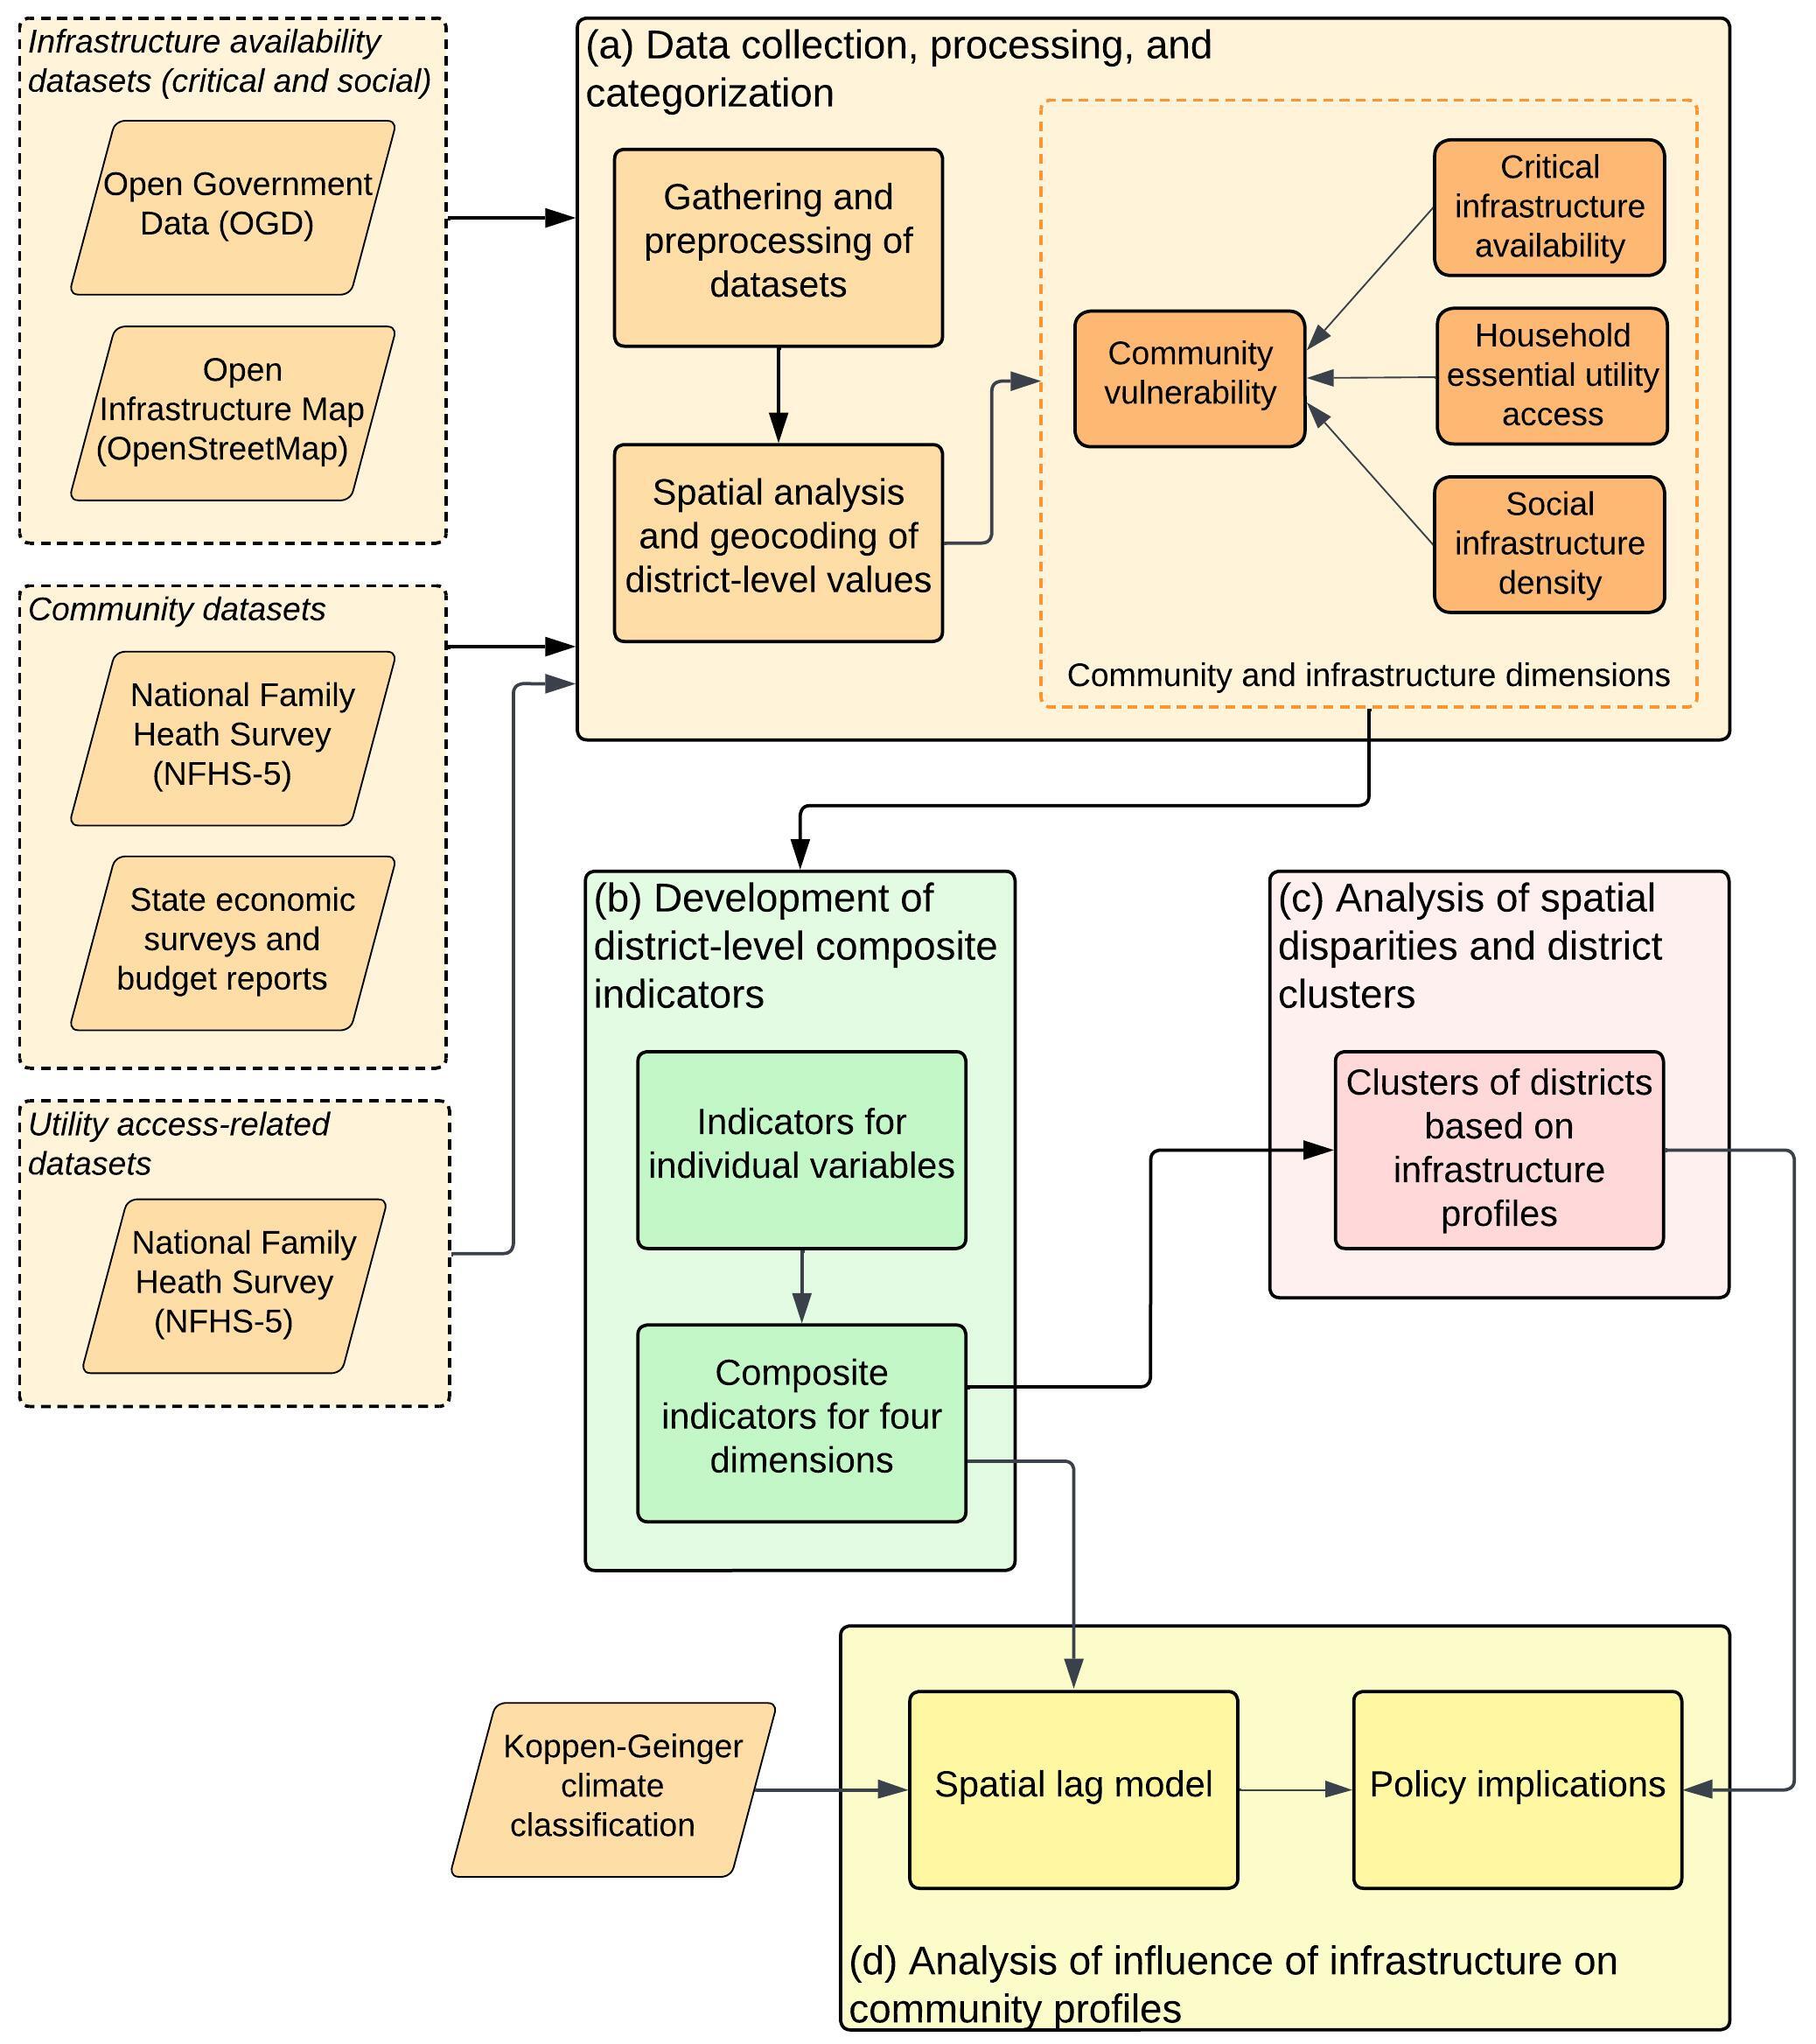 Infrastructure availability
datasets (critical and social)
Open Government
Data (OGD)
Open
Infrastructure Map
(OpenStreetMap)
Community datasets
National Family
Heath Survey
(NFHS-5)
State economic
surveys and
budget reports
Utility access-related
datasets
National Family
Heath Survey
(NFHS-5)
(a) Data collection, processing, and
categorization
Gathering and
preprocessing of
datasets
Spatial analysis
and geocoding of
district-level values
Community
vulnerability
Critical
infrastructure
availability
Household
essential utility
access
Social
infrastructure
density
Community and infrastructure dimensions
(b) Development of
district-level composite
indicators
Indicators for
individual variables
Composite
indicators for four
dimensions
(c) Analysis of spatial
disparities and district
clusters
Clusters of districts
based on
infrastructure
profiles
Koppen-Geinger
climate
classification
Spatial lag model
Policy implications
(d) Analysis of influence of infrastructure on
community profiles